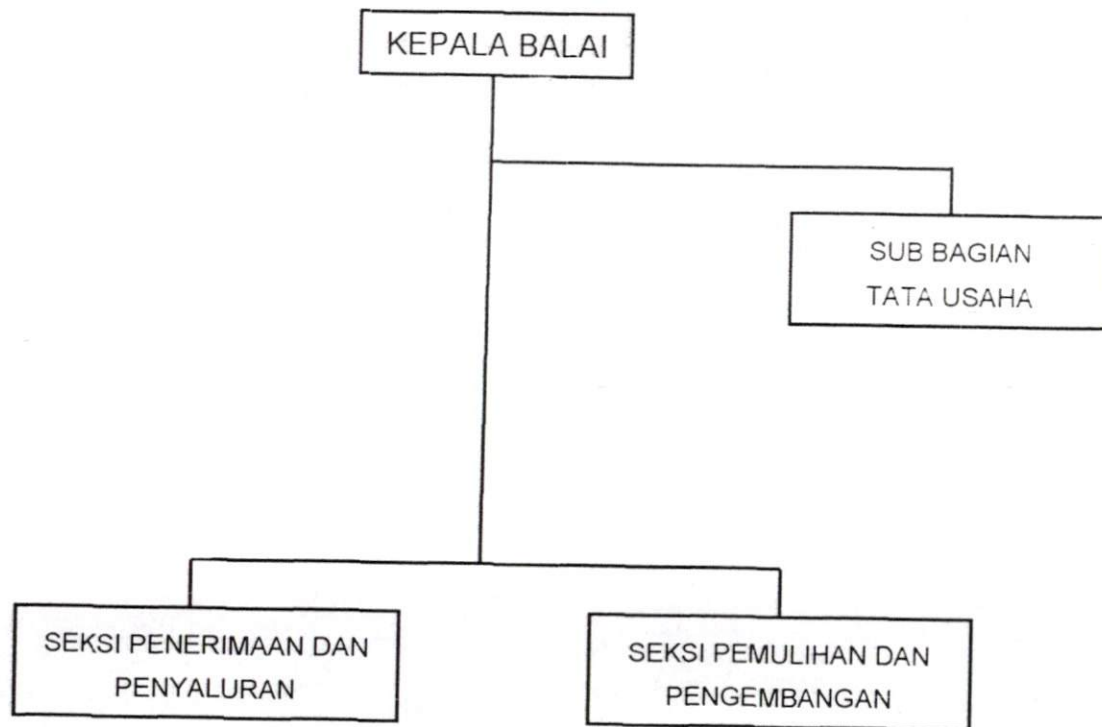 KEPALA BALAI
SUB BAGIAN
TATA USAHA
SEKSI PENERIMAAN DAN
PENYALURAN
SEKSI PEMULIHAN DAN
PENGEMBANGAN